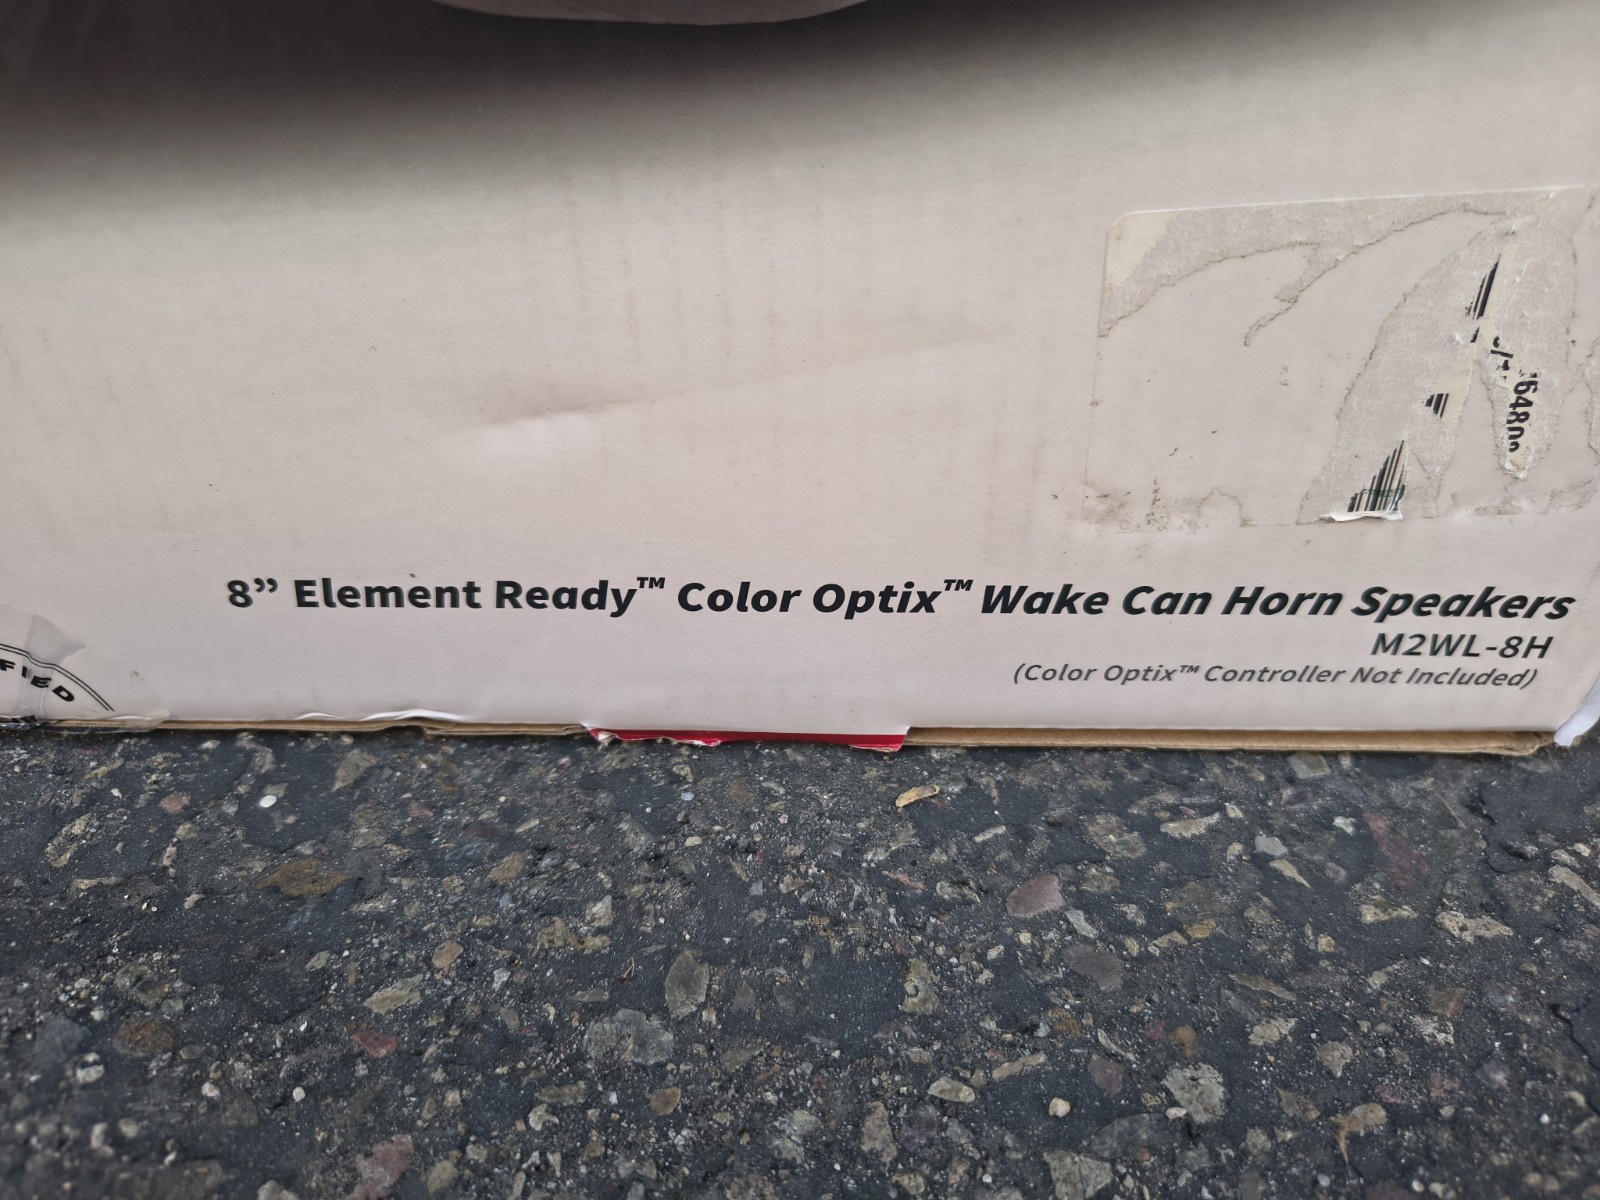 8” Element Ready™ Color Optix™ Wake Can Horn Speakers
M2WL-8H
(Color Optix™ Controller Not Included)